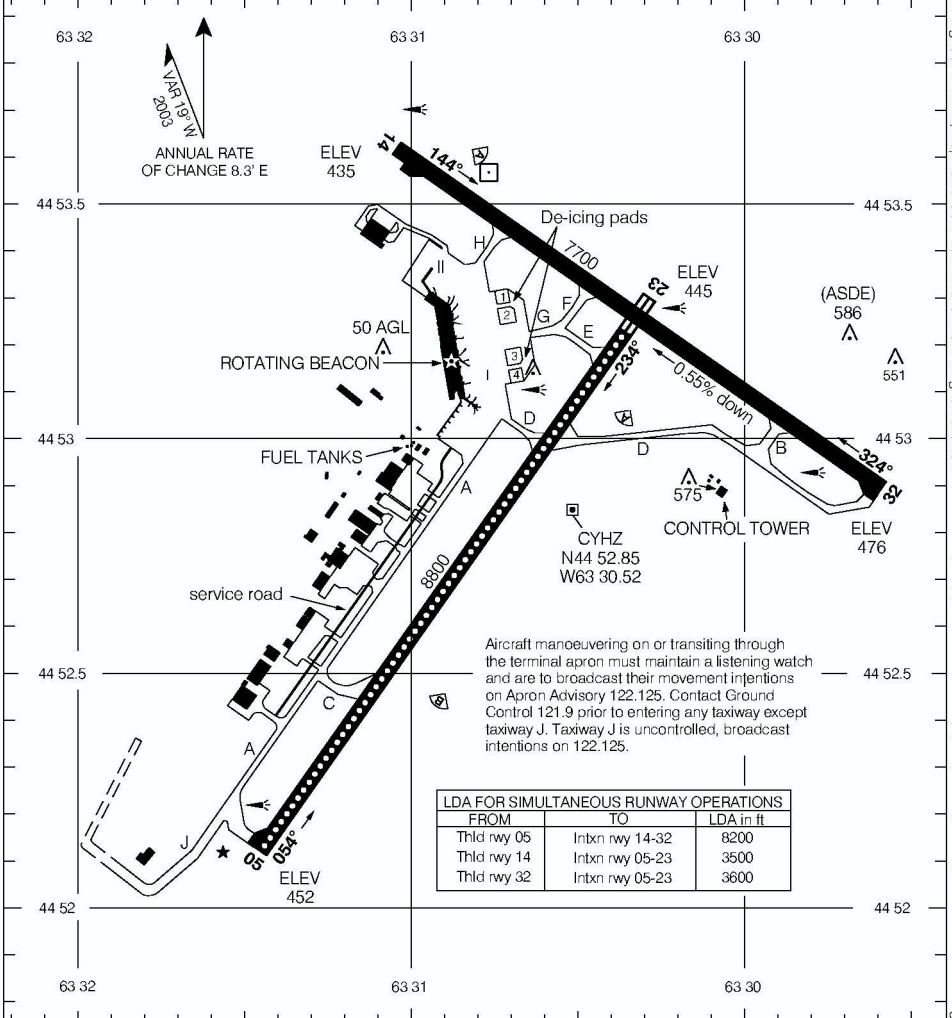 63 32
63 31
63 30
VAR 19° W
2003
ANNUAL RATE
OF CHANGE 8.3' E
ELEV
435
14
144°
A
44 53.5
44 53.5
De-icing pads
H
7700
II
1
2
F
G
E
23
ELEV
445
(ASDE)
586
551
50 AGL
ROTATING BEACON
3
4
I
234°
0.55% down
A
D
D
B
44 53
44 53
324°
32
FUEL TANKS
A
575
CONTROL TOWER
ELEV
476
CYHZ
N44 52.85
W63 30.52
8800
service road
Aircraft manoeuvering on or transiting through
the terminal apron must maintain a listening watch
and are to broadcast their movement intentions
on Apron Advisory 122.125. Contact Ground
Control 121.9 prior to entering any taxiway except
taxiway J. Taxiway J is uncontrolled, broadcast
intentions on 122.125.
44 52.5
44 52.5
C
B
A
J
05
054°
ELEV
452
LDA FOR SIMULTANEOUS RUNWAY OPERATIONS
FROM TO LDA in ft
Thld rwy 05 Intxn rwy 14-32 8200
Thld rwy 14 Intxn rwy 05-23 3500
Thld rwy 32 Intxn rwy 05-23 3600
44 52
44 52
63 32
63 31
63 30